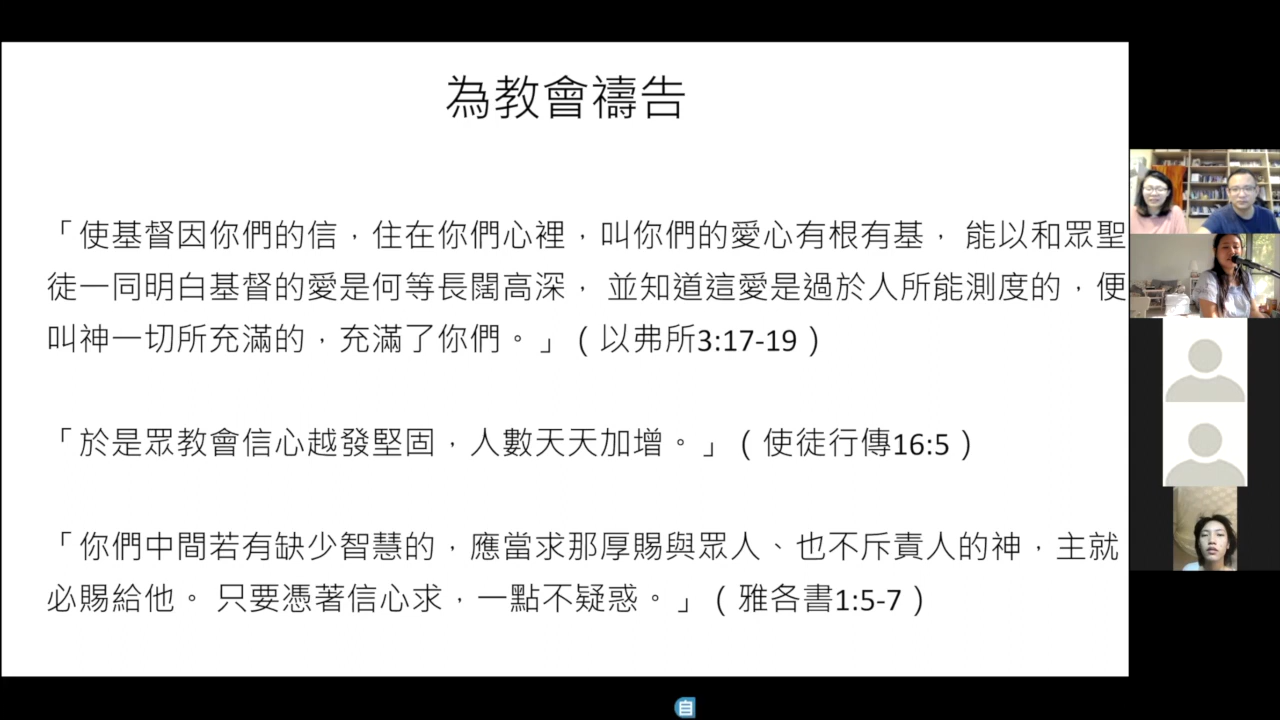 為教會禱告
「使基督因你們的信，住在你們心裡，叫你們的愛心有根有基， 能以和眾聖
徒一同明白基督的愛是何等長闊高深， 並知道這愛是過於人所能測度的，便
叫神一切所充滿的，充滿了你們。」（以弗所3:17-19）
「於是眾教會信心越發堅固，人數天天加增。」（使徒行傳16:5）
「你們中間若有缺少智慧的，應當求那厚賜與眾人、也不斥責人的神，主就
必賜給他。 只要憑著信心求，一點不疑惑。」（雅各書1:5-7）